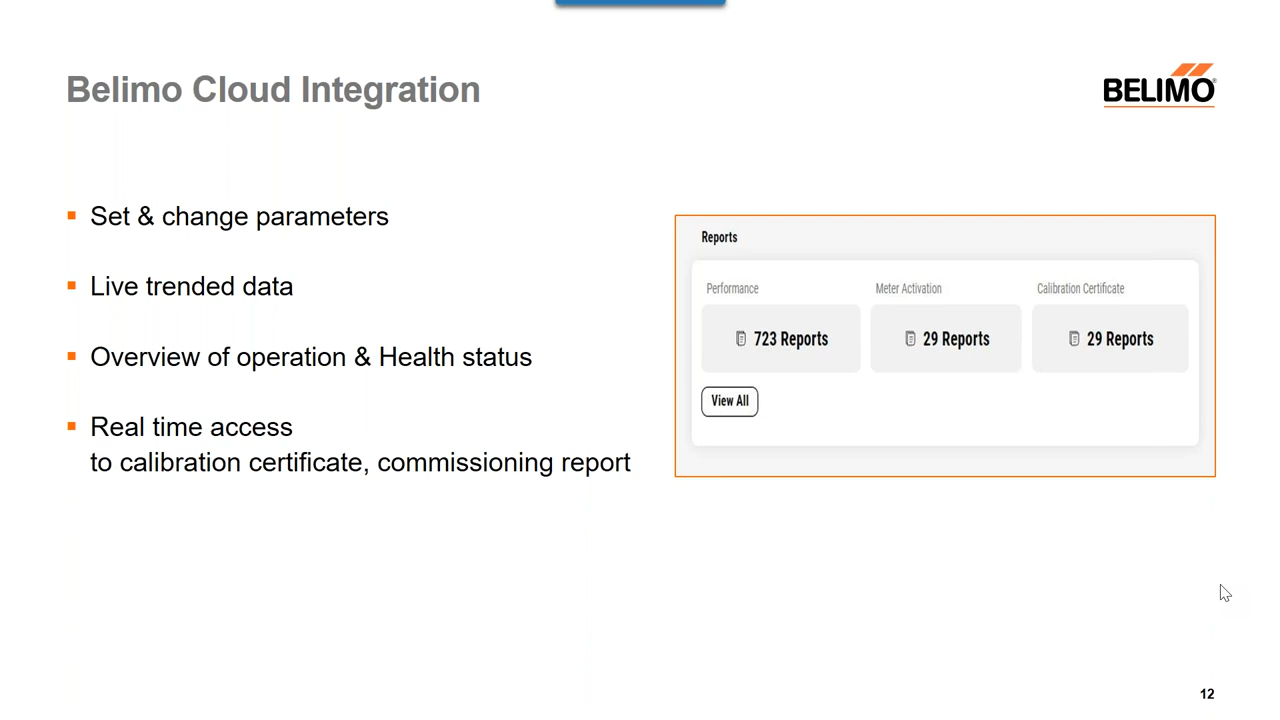 Belimo Cloud Integration
BELIMO
Set & change parameters
Live trended data
Overview of operation & Health status
Real time access
to calibration certificate, commissioning report
Reports
Performance
Meter Activation
Calibration Certificate
723 Reports
29 Reports
29 Reports
View All
12